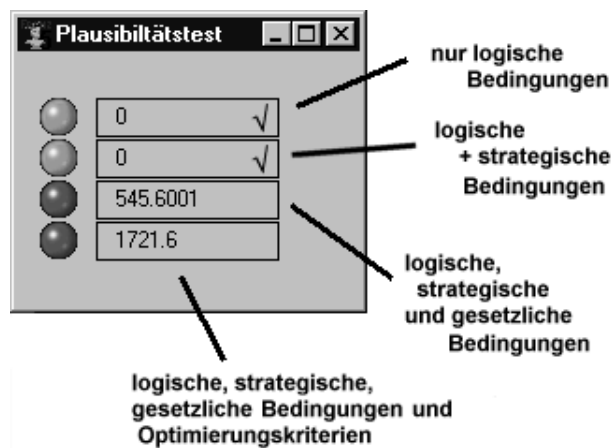 Plausibiltätstest
nur logische
Bedingungen
0 √
logische
+ strategische
Bedingungen
0 √
545.6001
1721.6
logische,
strategische
und gesetzliche
Bedingungen
logische, strategische,
gesetzliche Bedingungen und
Optimierungskriterien